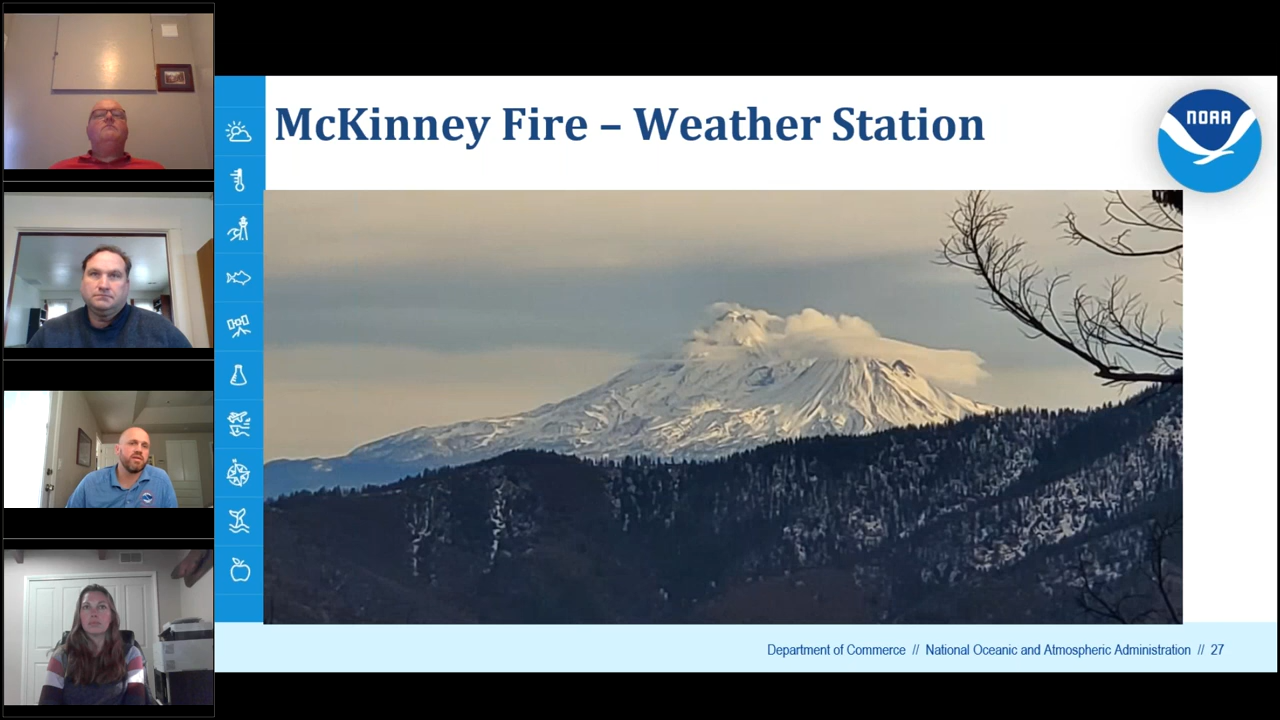 McKinney Fire – Weather Station
NOAA
Department of Commerce // National Oceanic and Atmospheric Administration // 27